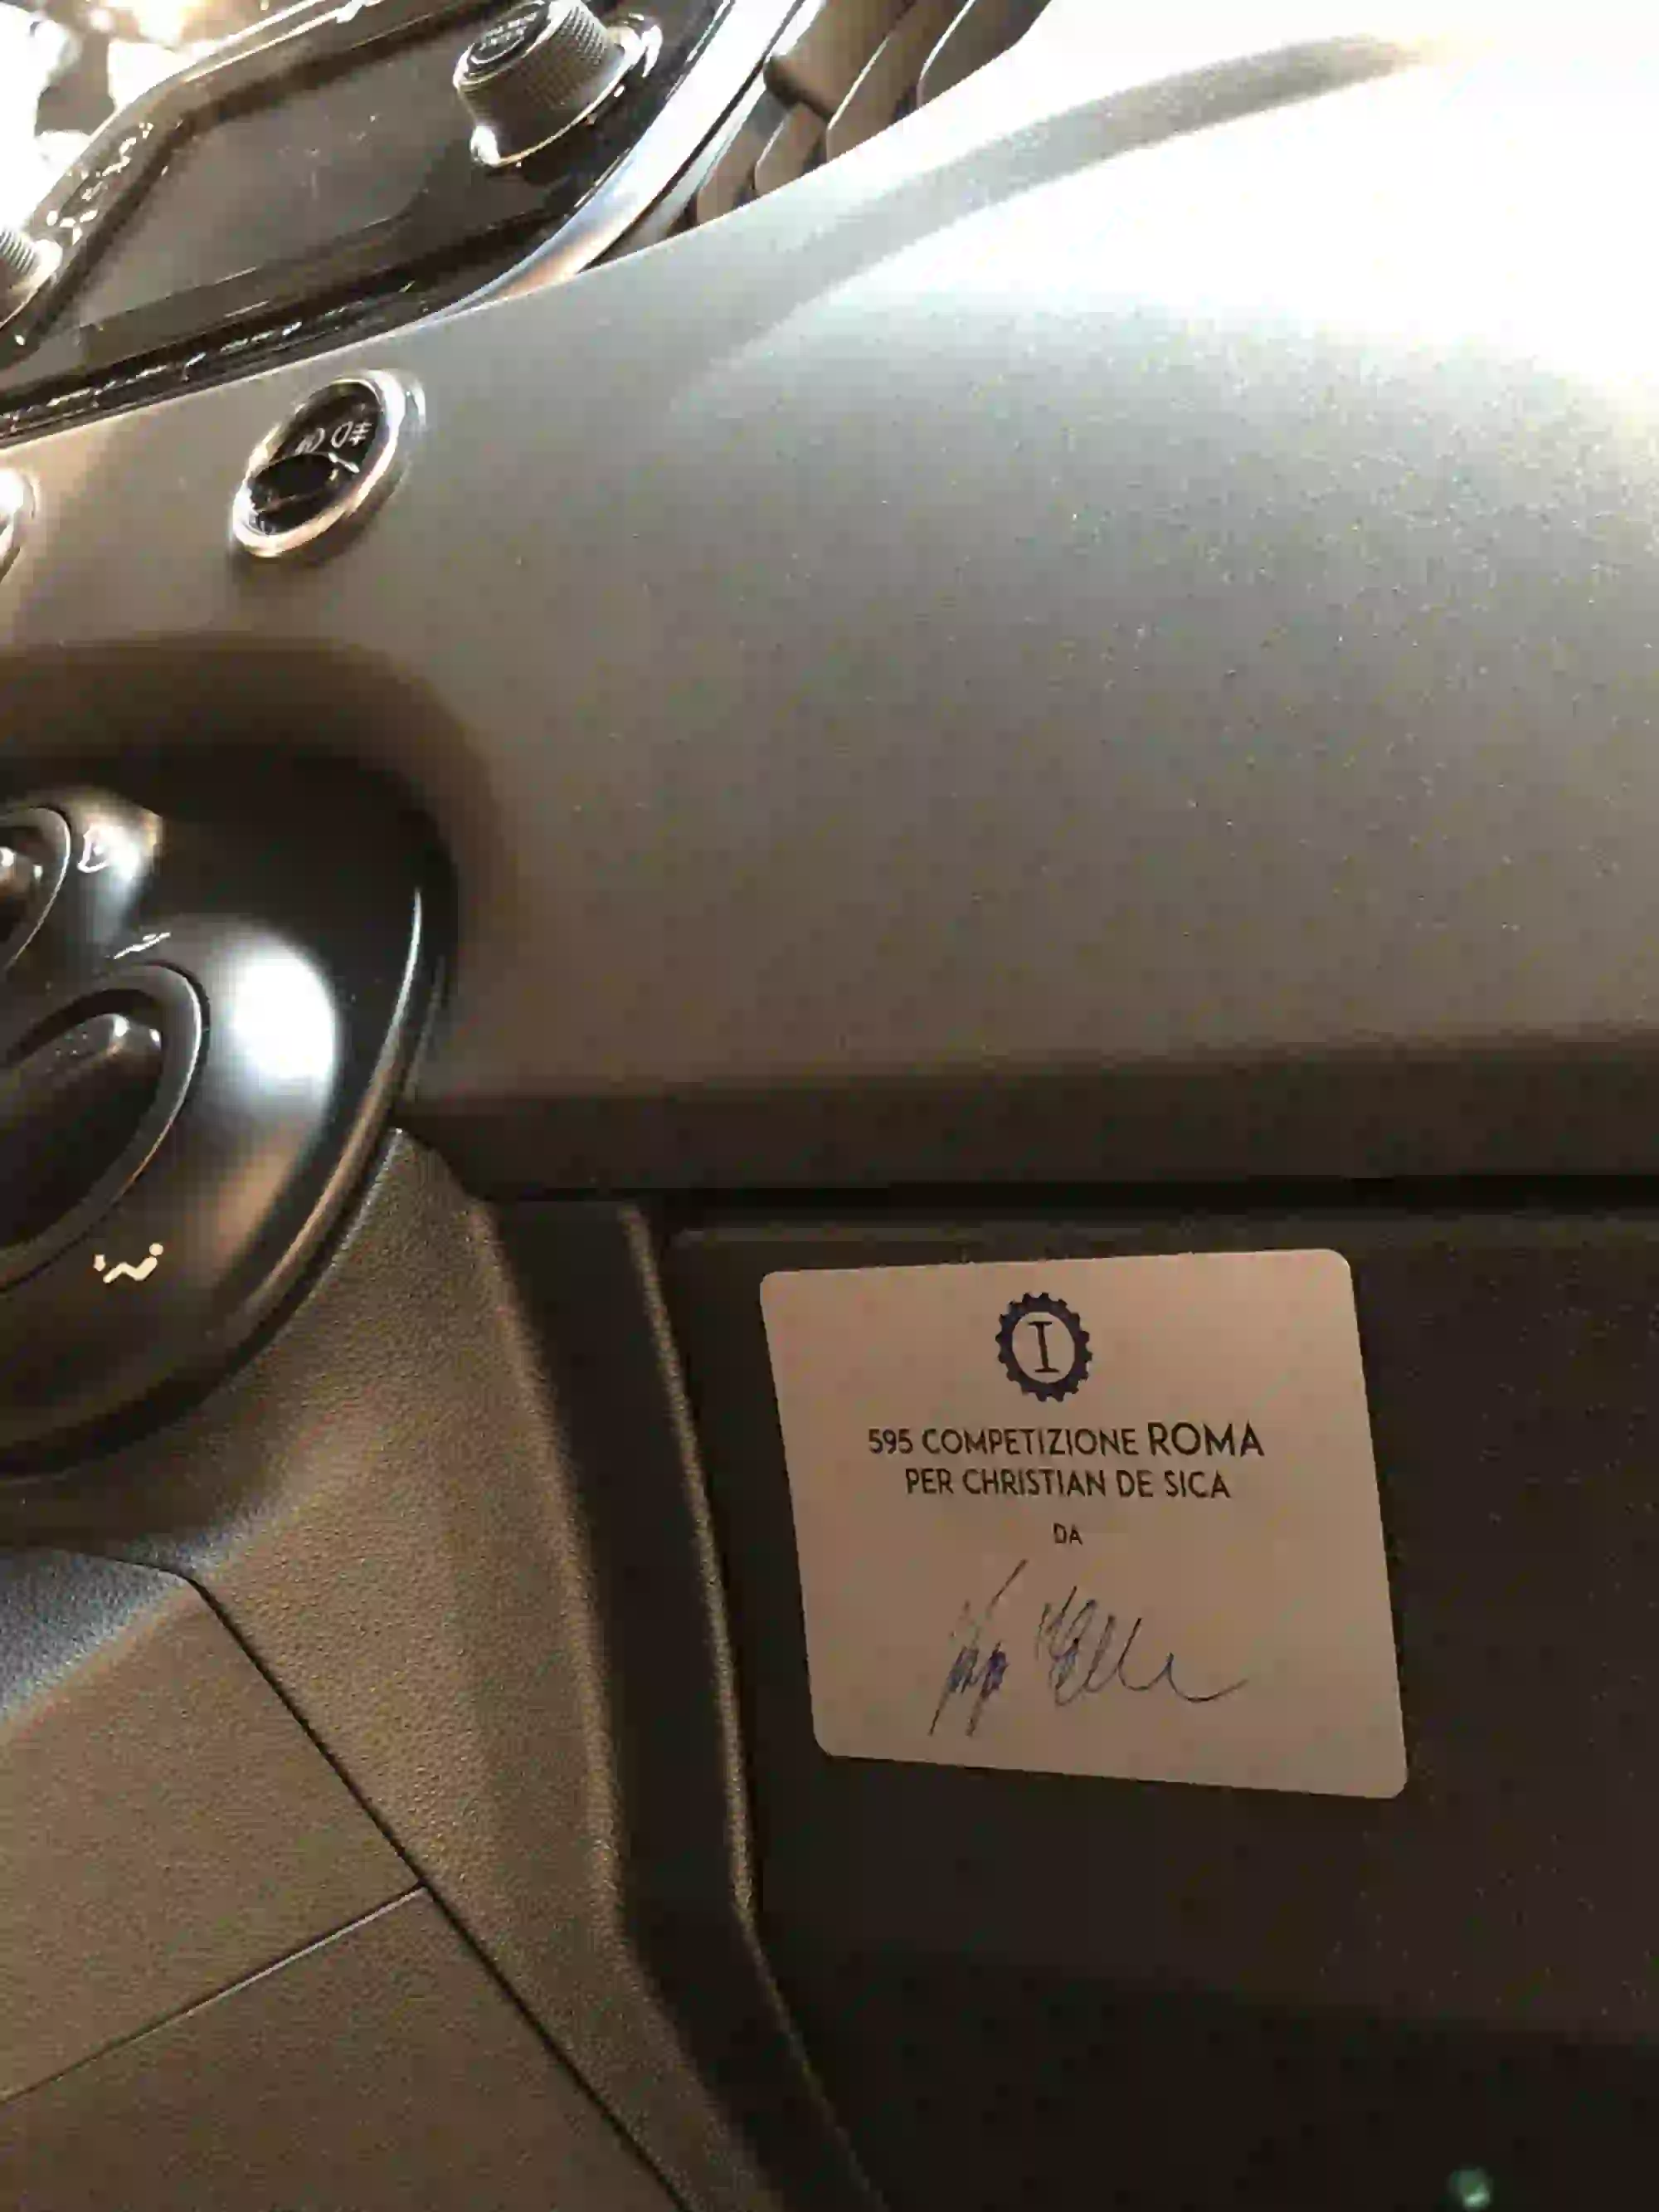 I
595 COMPETIZIONE ROMA
PER CHRISTIAN DE SICA
DA